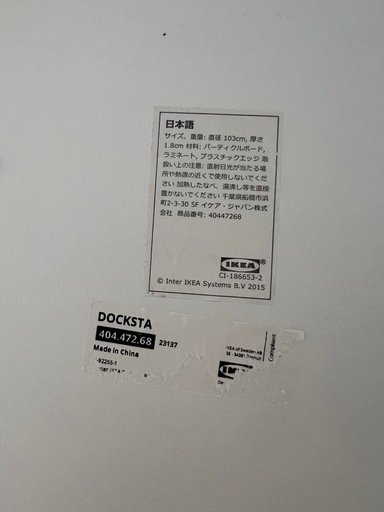 日本語
サイズ、重量: 直径 103cm, 厚さ
1.8cm 材料: パーティクルボード,
ラミネート, プラスチックエッジ 取
扱い上の注意: 直射日光が当たる場
所や熱源の近くで使用しないでくだ
さい 加熱したなべ、湯沸し等を直接
置かないでください 千葉県船橋市浜
町2-3-30 SF イケア・ジャパン株式
会社 商品番号: 40447268
IKEA®
CI-186653-2
© Inter IKEA Systems B.V 2015
DOCKSTA
404.472.68 23137
Made in China
-92255-1
IKEA of Sweden AB
Compliant